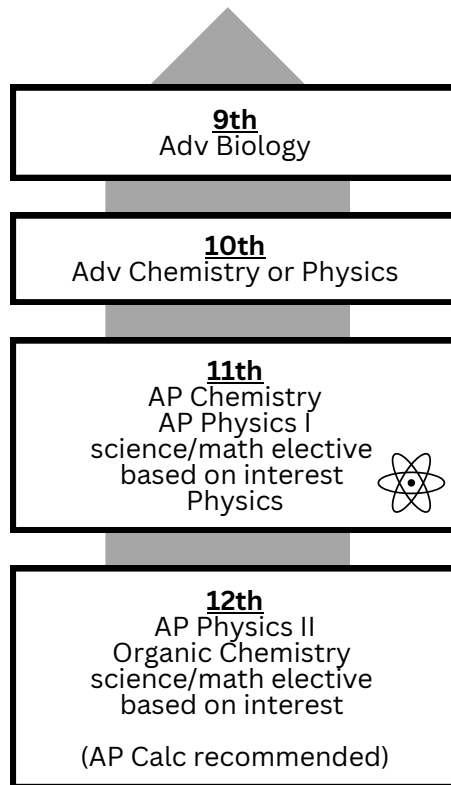 9th
Adv Biology
10th
Adv Chemistry or Physics
11th
AP Chemistry
AP Physics I
science/math elective
based on interest
Physics
12th
AP Physics II
Organic Chemistry
science/math elective
based on interest
(AP Calc recommended)